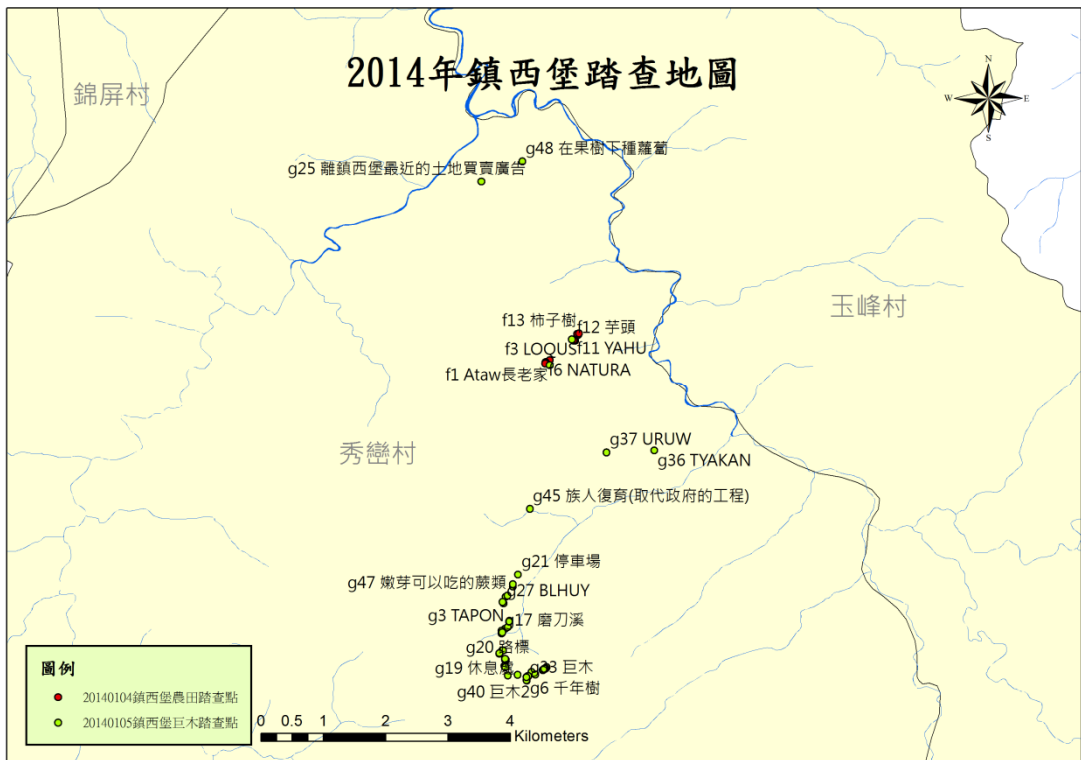 2014年鎮西堡踏查地圖
錦屏村
N
W
E
S
g48 在果樹下種蘿蔔
g25 離鎮西堡最近的土地買賣廣告
玉峰村
f13 柿子樹
f12 芋頭
f3 LOQUS
f11 YAHU
f1 Ataw長老家
f6 NATURA
秀巒村
g37 URUW
g36 TYAKAN
g45 族人復育(取代政府的工程)
g21 停車場
g47 嫩芽可以吃的蕨類
g27 BLHUY
g3 TAPON
g17 磨刀溪
g20 路標
g19 休息處
g33 巨木
g40 巨木2
g6 千年樹
圖例
20140104鎮西堡農田踏查點
20140105鎮西堡巨木踏查點
0 0.5 1 2 3 4
Kilometers